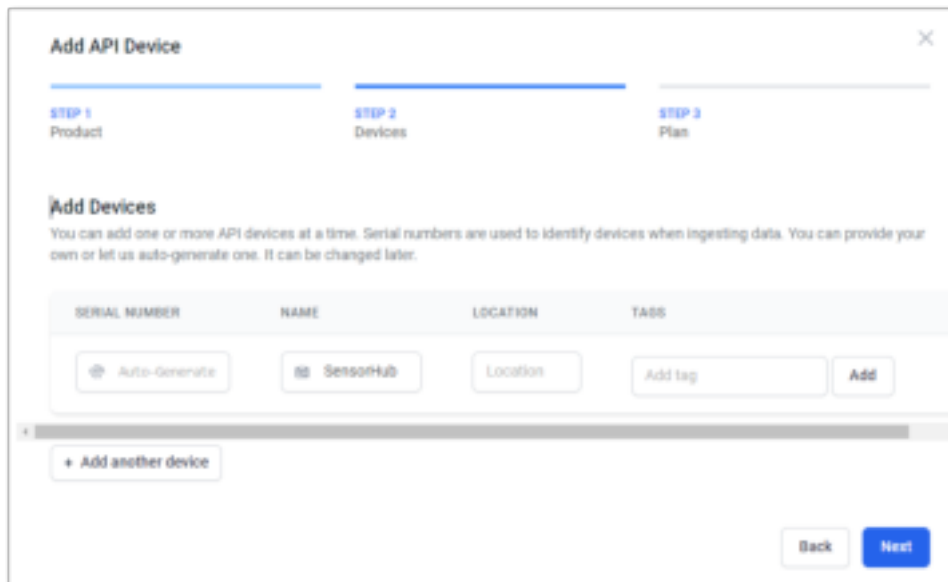 Add API Device
STEP 1
Product
STEP 2
Devices
STEP 3
Plan
Add Devices
You can add one or more API devices at a time. Serial numbers are used to identify devices when ingesting data. You can provide your
own or let us auto-generate one. It can be changed later.
SERIAL NUMBER NAME LOCATION TAGS
Auto-Generate SensorHub Location Add tag Add
+ Add another device
Back Next